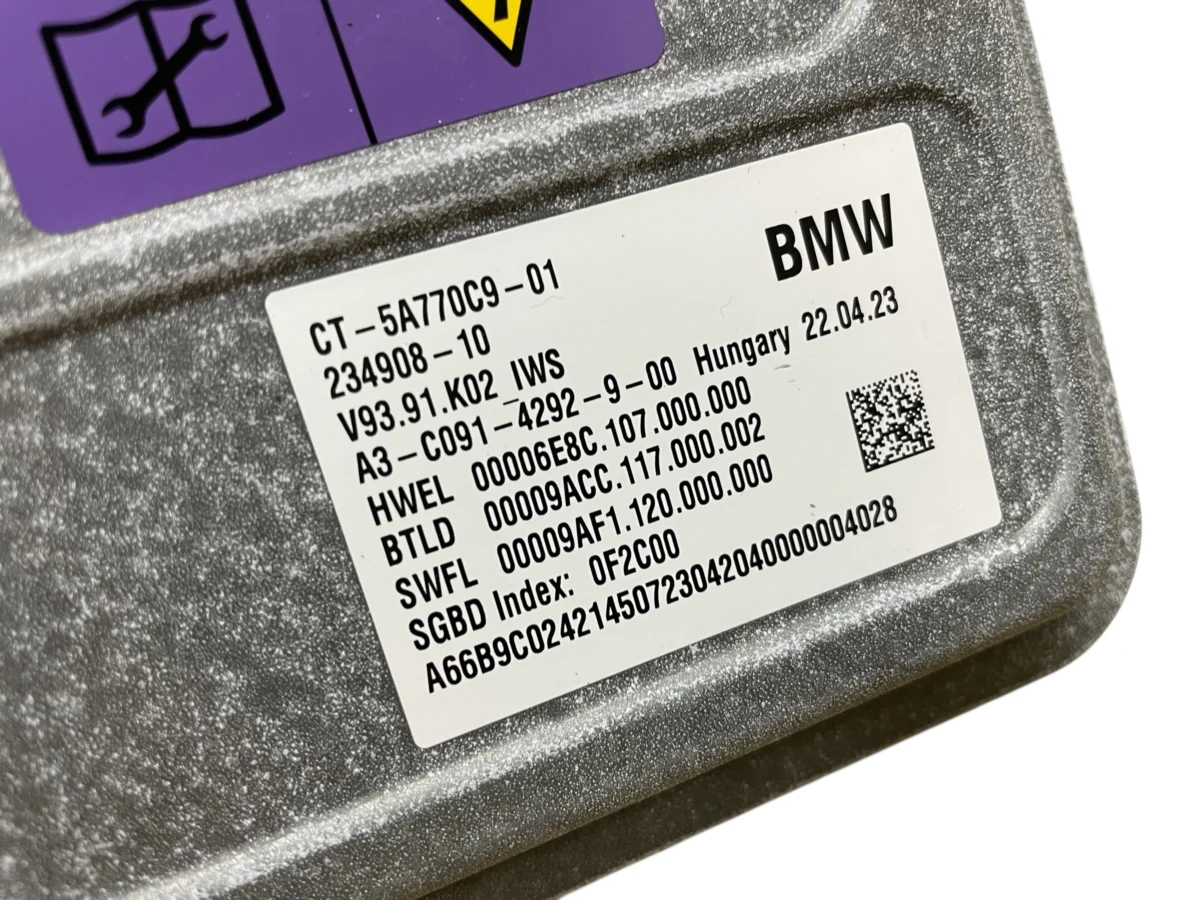 BMW
CT-5A770C9-01
234908-10
V93.91.K02_IWS
A3-C091-4292-9-00 Hungary 22.04.23
HWEL 00006E8C.107.000.000
BTLD 00009ACC.117.000.002
SWFL 00009AF1.120.000.000
SGBD Index: 0F2C00
A66B9C02421450723042040000004028